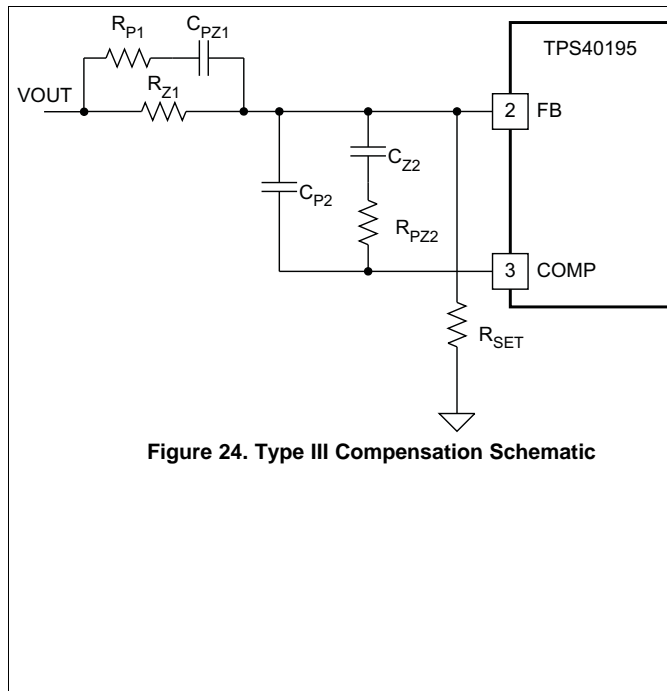 R_P1
C_PZ1
TPS40195
R_Z1
VOUT
2
FB
C_Z2
C_P2
R_PZ2
3
COMP
R_SET
Figure 24. Type III Compensation Schematic